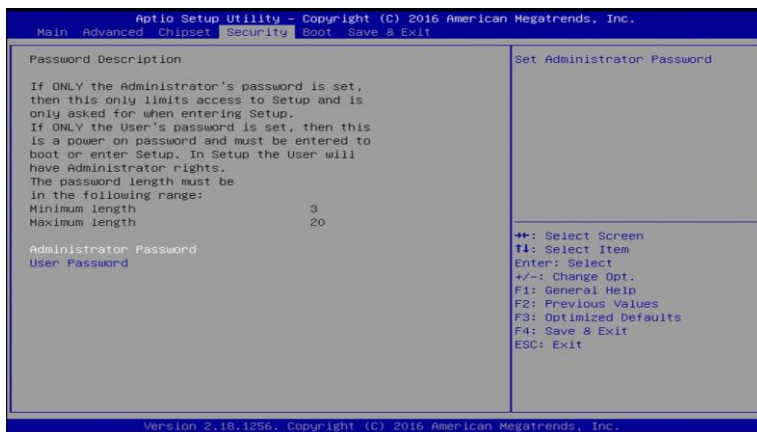 Aptio Setup Utility – Copyright (C) 2016 American Megatrends, Inc.
Main Advanced Chipset Security Boot Save & Exit
Password Description
If ONLY the Administrator's password is set,
then this only limits access to Setup and is
only asked for when entering Setup.
If ONLY the User's password is set, then this
is a power on password and must be entered to
boot or enter Setup. In Setup the User will
have Administrator rights.
The password length must be
in the following range:
Minimum length 3
Maximum length 20
Administrator Password
User Password
Set Administrator Password
→←: Select Screen
↑↓: Select Item
Enter: Select
+/-: Change Opt.
F1: General Help
F2: Previous Values
F3: Optimized Defaults
F4: Save & Exit
ESC: Exit
Version 2.18.1256. Copyright (C) 2016 American Megatrends, Inc.